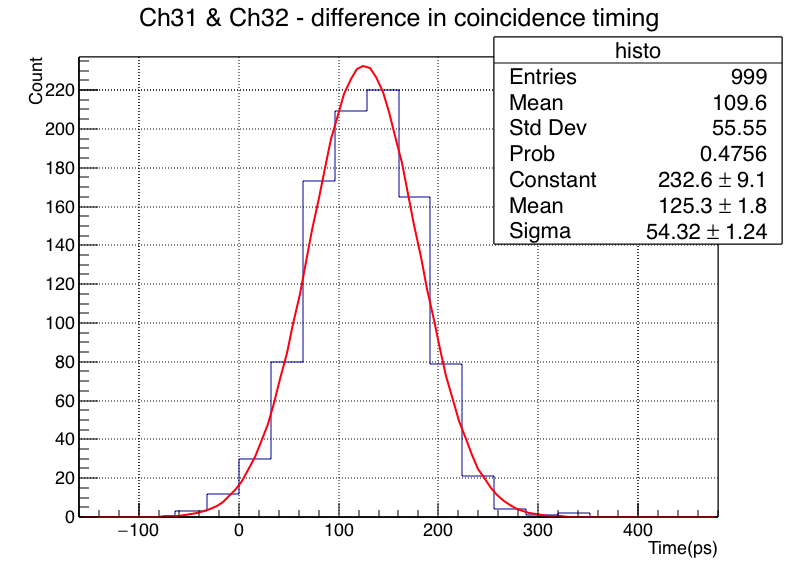 Ch31 & Ch32 - difference in coincidence timing
histo
Entries 999
Mean 109.6
Std Dev 55.55
Prob 0.4756
Constant 232.6 ± 9.1
Mean 125.3 ± 1.8
Sigma 54.32 ± 1.24
Count
220
200
180
160
140
120
100
80
60
40
20
0
−100 0 100 200 300 400
Time(ps)